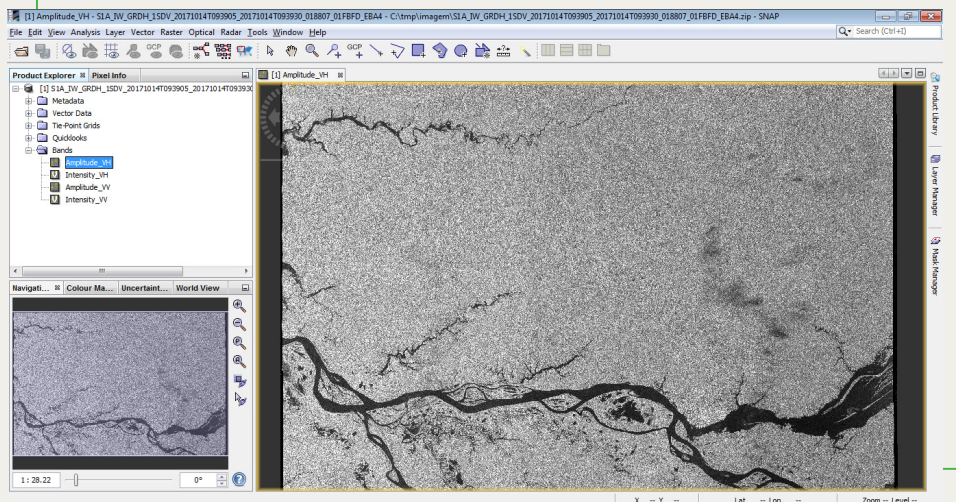 [1] Amplitude_VH - S1A_IW_GRDH_1SDV_20171014T093905_20171014T093930_018807_01FBFD_EBA4 - C:\tmp\imagem\S1A_IW_GRDH_1SDV_20171014T093905_20171014T093930_018807_01FBFD_EBA4.zip - SNAP
File Edit View Analysis Layer Vector Raster Optical Radar Tools Window Help
Search (Ctrl+I)
GCP GCP
Product Explorer Pixel Info
[1] Amplitude_VH
[1] S1A_IW_GRDH_1SDV_20171014T093905_20171014T093930
Metadata
Vector Data
Tie-Point Grids
Quicklooks
Bands
Amplitude_VH
Intensity_VH
Amplitude_VV
Intensity_VV
Product Library
Layer Manager
Mask Manager
Navigati... Colour Ma... Uncertaint... World View
1 : 28.22
0°
X -- Y -- Lat -- Lon -- Zoom -- Level --